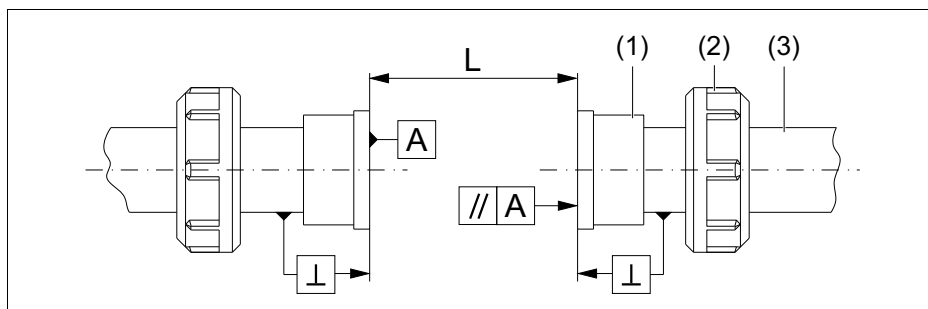 (1) (2) (3)
L
A
// A
⊥ ⊥